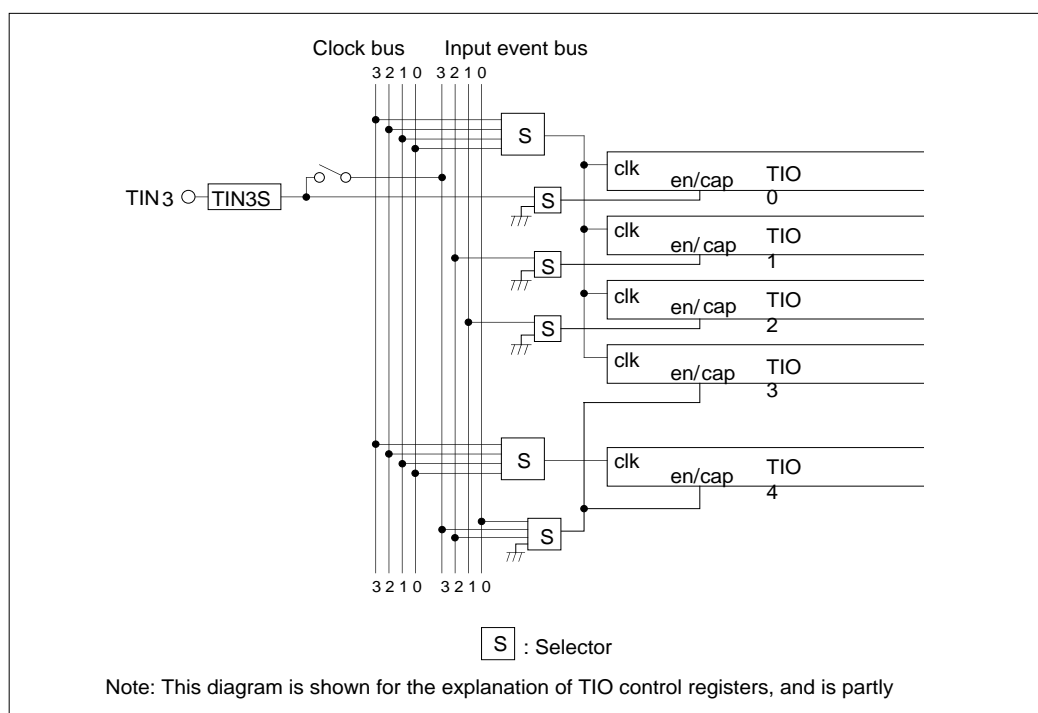 Clock bus Input event bus
3 2 1 0 3 2 1 0
S
clk
TIO
en/cap
0
TIN3 TIN3S
S
clk
TIO
en/ cap
1
S
clk
TIO
en/cap
2
S
clk
TIO
en/cap
3
S
clk
TIO
en/cap
4
S
3 2 1 0 3 2 1 0
S : Selector
Note: This diagram is shown for the explanation of TIO control registers, and is partly